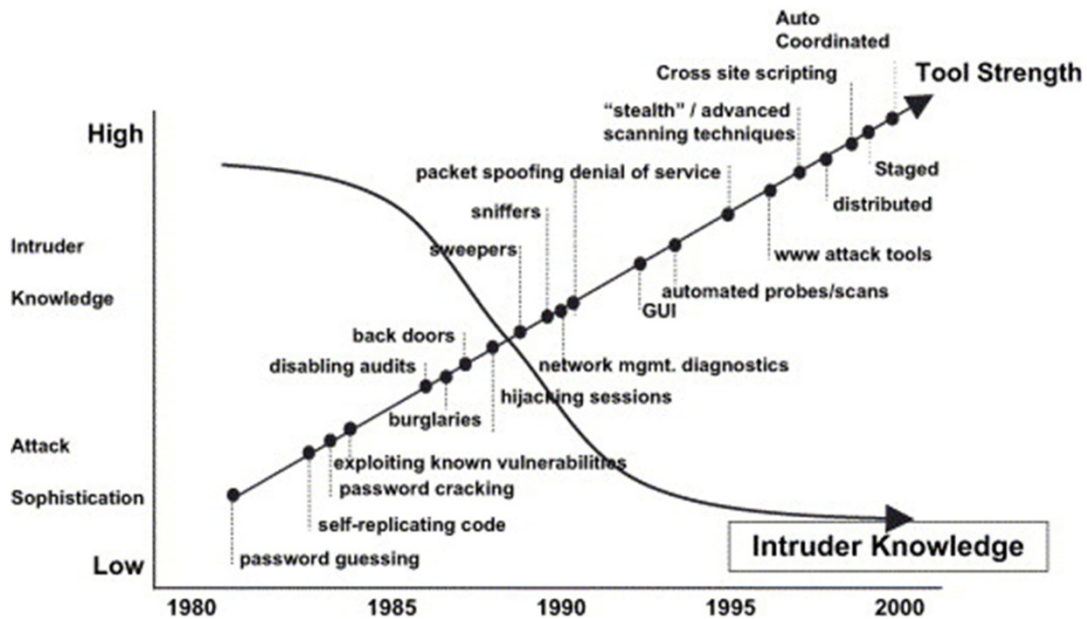 Auto
Coordinated
Cross site scripting
Tool Strength
“stealth” / advanced
scanning techniques
High
packet spoofing denial of service
Staged
sniffers
distributed
Intruder
sweepers
www attack tools
Knowledge
automated probes/scans
GUI
back doors
disabling audits
network mgmt. diagnostics
hijacking sessions
burglaries
Attack
exploiting known vulnerabilities
password cracking
Sophistication
self-replicating code
Intruder Knowledge
password guessing
Low
1980 1985 1990 1995 2000